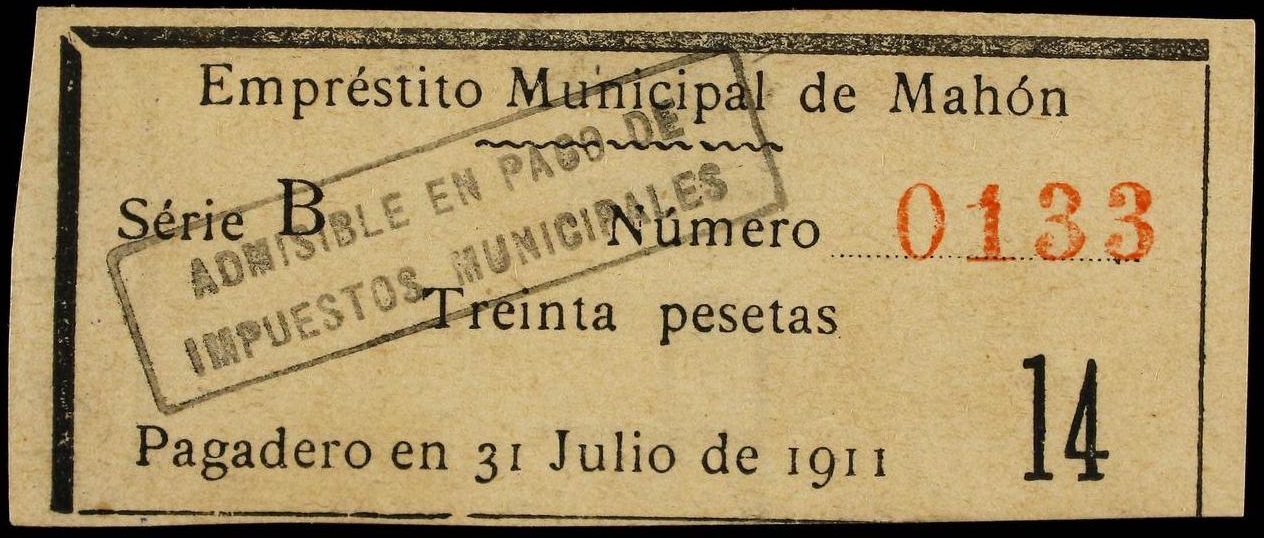 Empréstito Municipal de Mahón
Série B Número 0133
ADMISIBLE EN PAGO DE
IMPUESTOS MUNICIPALES
Treinta pesetas
14
Pagadero en 31 Julio de 1911